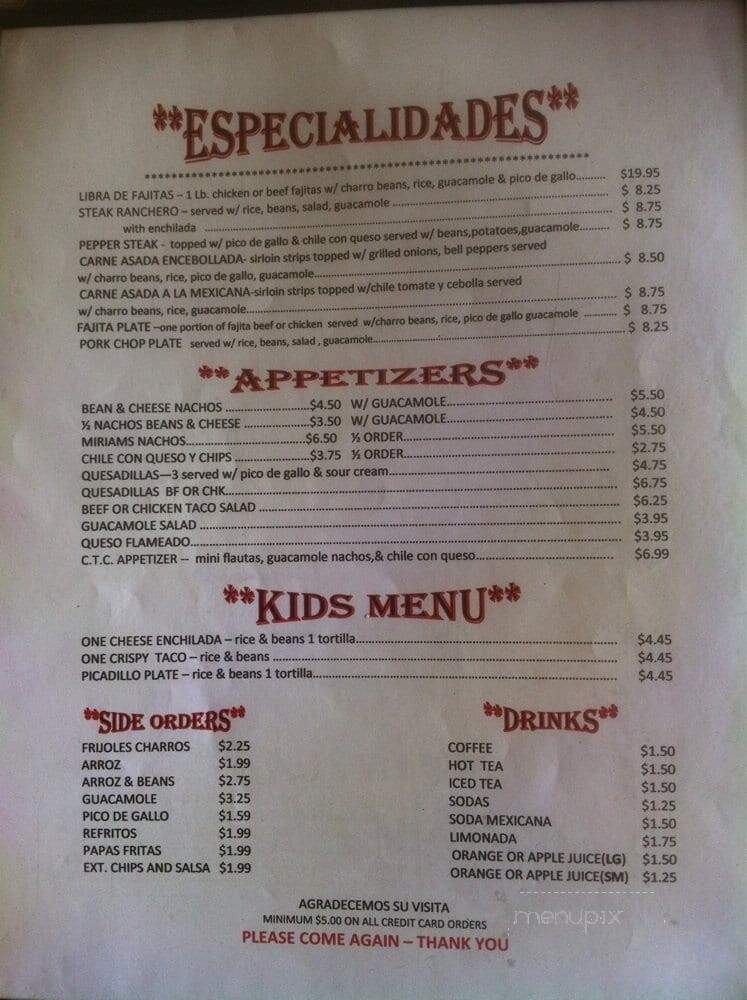 **ESPECIALIDADES**
LIBRA DE FAJITAS – 1 Lb. chicken or beef fajitas w/ charro beans, rice, guacamole & pico de gallo.......... $19.95
STEAK RANCHERO – served w/ rice, beans, salad, guacamole .......... $ 8.25
with enchilada .......... $ 8.75
PEPPER STEAK - topped w/ pico de gallo & chile con queso served w/ beans,potatoes,guacamole.......... $ 8.75
CARNE ASADA ENCEBOLLADA- sirloin strips topped w/ grilled onions, bell peppers served
w/ charro beans, rice, pico de gallo, guacamole.......... $ 8.50
CARNE ASADA A LA MEXICANA-sirloin strips topped w/chile tomate y cebolla served
w/ charro beans, rice, guacamole.......... $ 8.75
FAJITA PLATE –one portion of fajita beef or chicken served w/charro beans, rice, pico de gallo guacamole .......... $ 8.75
PORK CHOP PLATE served w/ rice, beans, salad , guacamole.......... $ 8.25
**APPETIZERS**
BEAN & CHEESE NACHOS ..........$4.50 W/ GUACAMOLE.......... $5.50
½ NACHOS BEANS & CHEESE ..........$3.50 W/ GUACAMOLE.......... $4.50
MIRIAMS NACHOS..........$6.50 ½ ORDER.......... $5.50
CHILE CON QUESO Y CHIPS ..........$3.75 ½ ORDER.......... $2.75
QUESADILLAS—3 served w/ pico de gallo & sour cream.......... $4.75
QUESADILLAS BF OR CHK.......... $6.75
BEEF OR CHICKEN TACO SALAD .......... $6.25
GUACAMOLE SALAD .......... $3.95
QUESO FLAMEADO.......... $3.95
C.T.C. APPETIZER -- mini flautas, guacamole nachos,& chile con queso.......... $6.99
**KIDS MENU**
ONE CHEESE ENCHILADA – rice & beans 1 tortilla.......... $4.45
ONE CRISPY TACO – rice & beans .......... $4.45
PICADILLO PLATE – rice & beans 1 tortilla.......... $4.45
**SIDE ORDERS**
FRIJOLES CHARROS $2.25
ARROZ $1.99
ARROZ & BEANS $2.75
GUACAMOLE $3.25
PICO DE GALLO $1.59
REFRITOS $1.99
PAPAS FRITAS $1.99
EXT. CHIPS AND SALSA $1.99
**DRINKS**
COFFEE $1.50
HOT TEA $1.50
ICED TEA $1.50
SODAS $1.25
SODA MEXICANA $1.50
LIMONADA $1.75
ORANGE OR APPLE JUICE(LG) $1.50
ORANGE OR APPLE JUICE(SM) $1.25
AGRADECEMOS SU VISITA
MINIMUM $5.00 ON ALL CREDIT CARD ORDERS
PLEASE COME AGAIN – THANK YOU
menupix